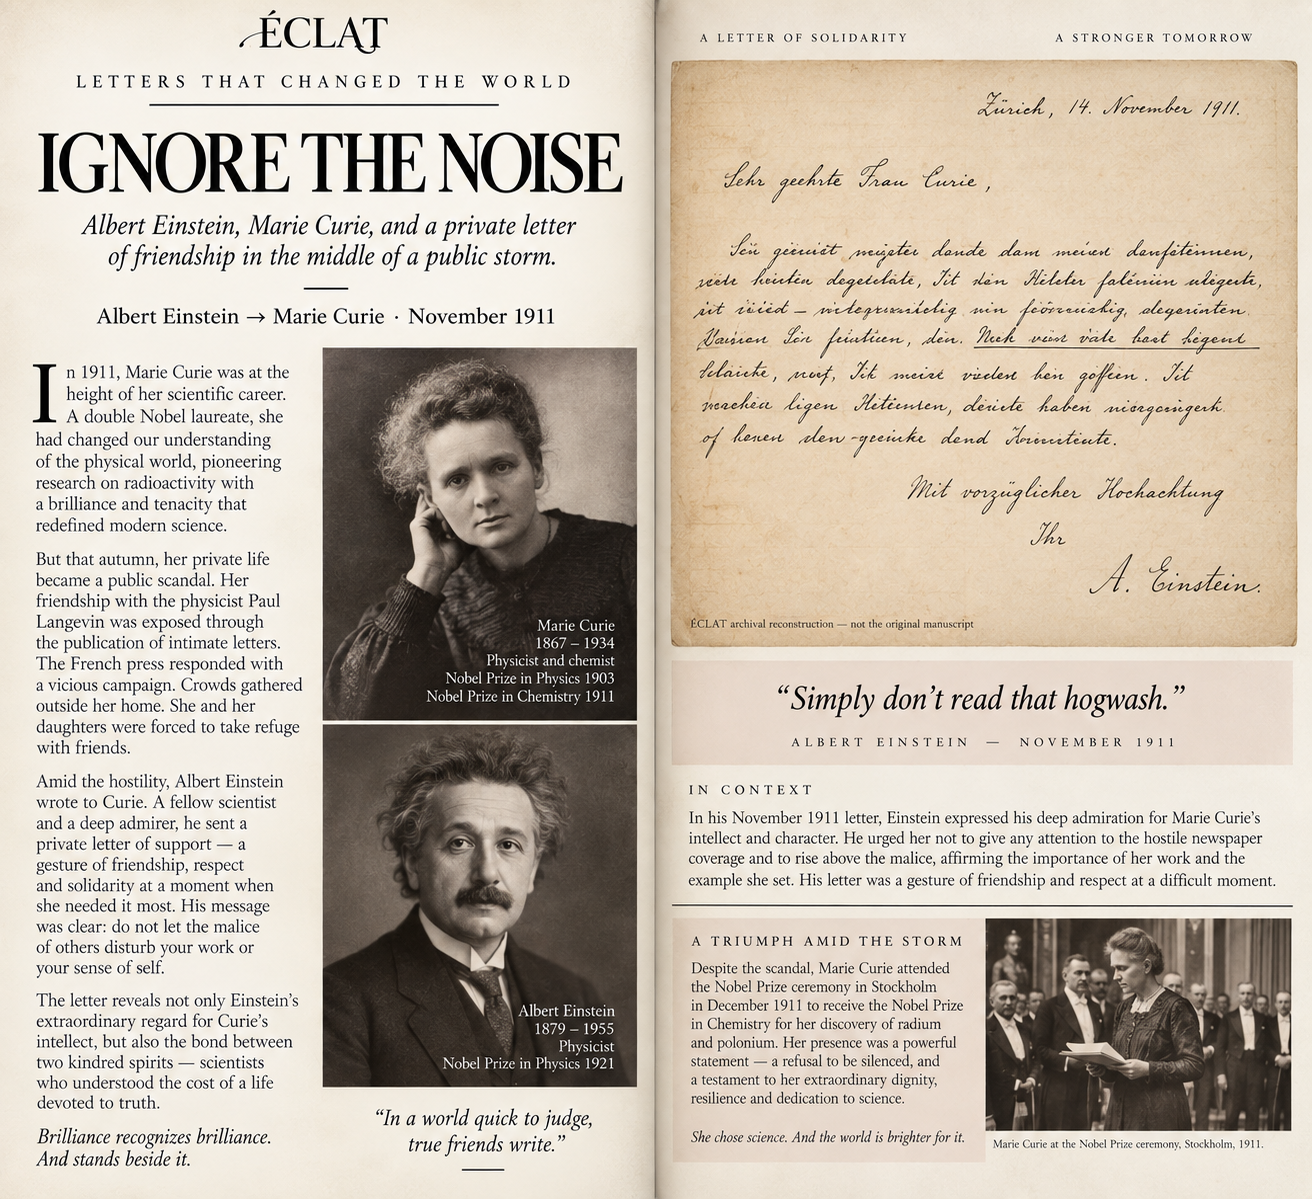 ÉCLAT
LETTERS THAT CHANGED THE WORLD
IGNORE THE NOISE
Albert Einstein, Marie Curie, and a private letter
of friendship in the middle of a public storm.
Albert Einstein → Marie Curie · November 1911
In 1911, Marie Curie was at the
height of her scientific career.
A double Nobel laureate, she
had changed our understanding
of the physical world, pioneering
research on radioactivity with
a brilliance and tenacity that
redefined modern science.
But that autumn, her private life
became a public scandal. Her
friendship with the physicist Paul
Langevin was exposed through
the publication of intimate letters.
The French press responded with
a vicious campaign. Crowds gathered
outside her home. She and her
daughters were forced to take refuge
with friends.
Amid the hostility, Albert Einstein
wrote to Curie. A fellow scientist
and a deep admirer, he sent a
private letter of support — a
gesture of friendship, respect
and solidarity at a moment when
she needed it most. His message
was clear: do not let the malice
of others disturb your work or
your sense of self.
The letter reveals not only Einstein's
extraordinary regard for Curie's
intellect, but also the bond between
two kindred spirits — scientists
who understood the cost of a life
devoted to truth.
Brilliance recognizes brilliance.
And stands beside it.
Marie Curie
1867 – 1934
Physicist and chemist
Nobel Prize in Physics 1903
Nobel Prize in Chemistry 1911
Albert Einstein
1879 – 1955
Physicist
Nobel Prize in Physics 1921
“In a world quick to judge,
true friends write.”
A LETTER OF SOLIDARITY
A STRONGER TOMORROW
Zürich, 14. November 1911.
Sehr geehrte Frau Curie,
Mit vorzüglicher Hochachtung
Ihr
A. Einstein.
ÉCLAT archival reconstruction — not the original manuscript
“Simply don't read that hogwash.”
ALBERT EINSTEIN — NOVEMBER 1911
IN CONTEXT
In his November 1911 letter, Einstein expressed his deep admiration for Marie Curie's
intellect and character. He urged her not to give any attention to the hostile newspaper
coverage and to rise above the malice, affirming the importance of her work and the
example she set. His letter was a gesture of friendship and respect at a difficult moment.
A TRIUMPH AMID THE STORM
Despite the scandal, Marie Curie attended
the Nobel Prize ceremony in Stockholm
in December 1911 to receive the Nobel Prize
in Chemistry for her discovery of radium
and polonium. Her presence was a powerful
statement — a refusal to be silenced, and
a testament to her extraordinary dignity,
resilience and dedication to science.
She chose science. And the world is brighter for it.
Marie Curie at the Nobel Prize ceremony, Stockholm, 1911.